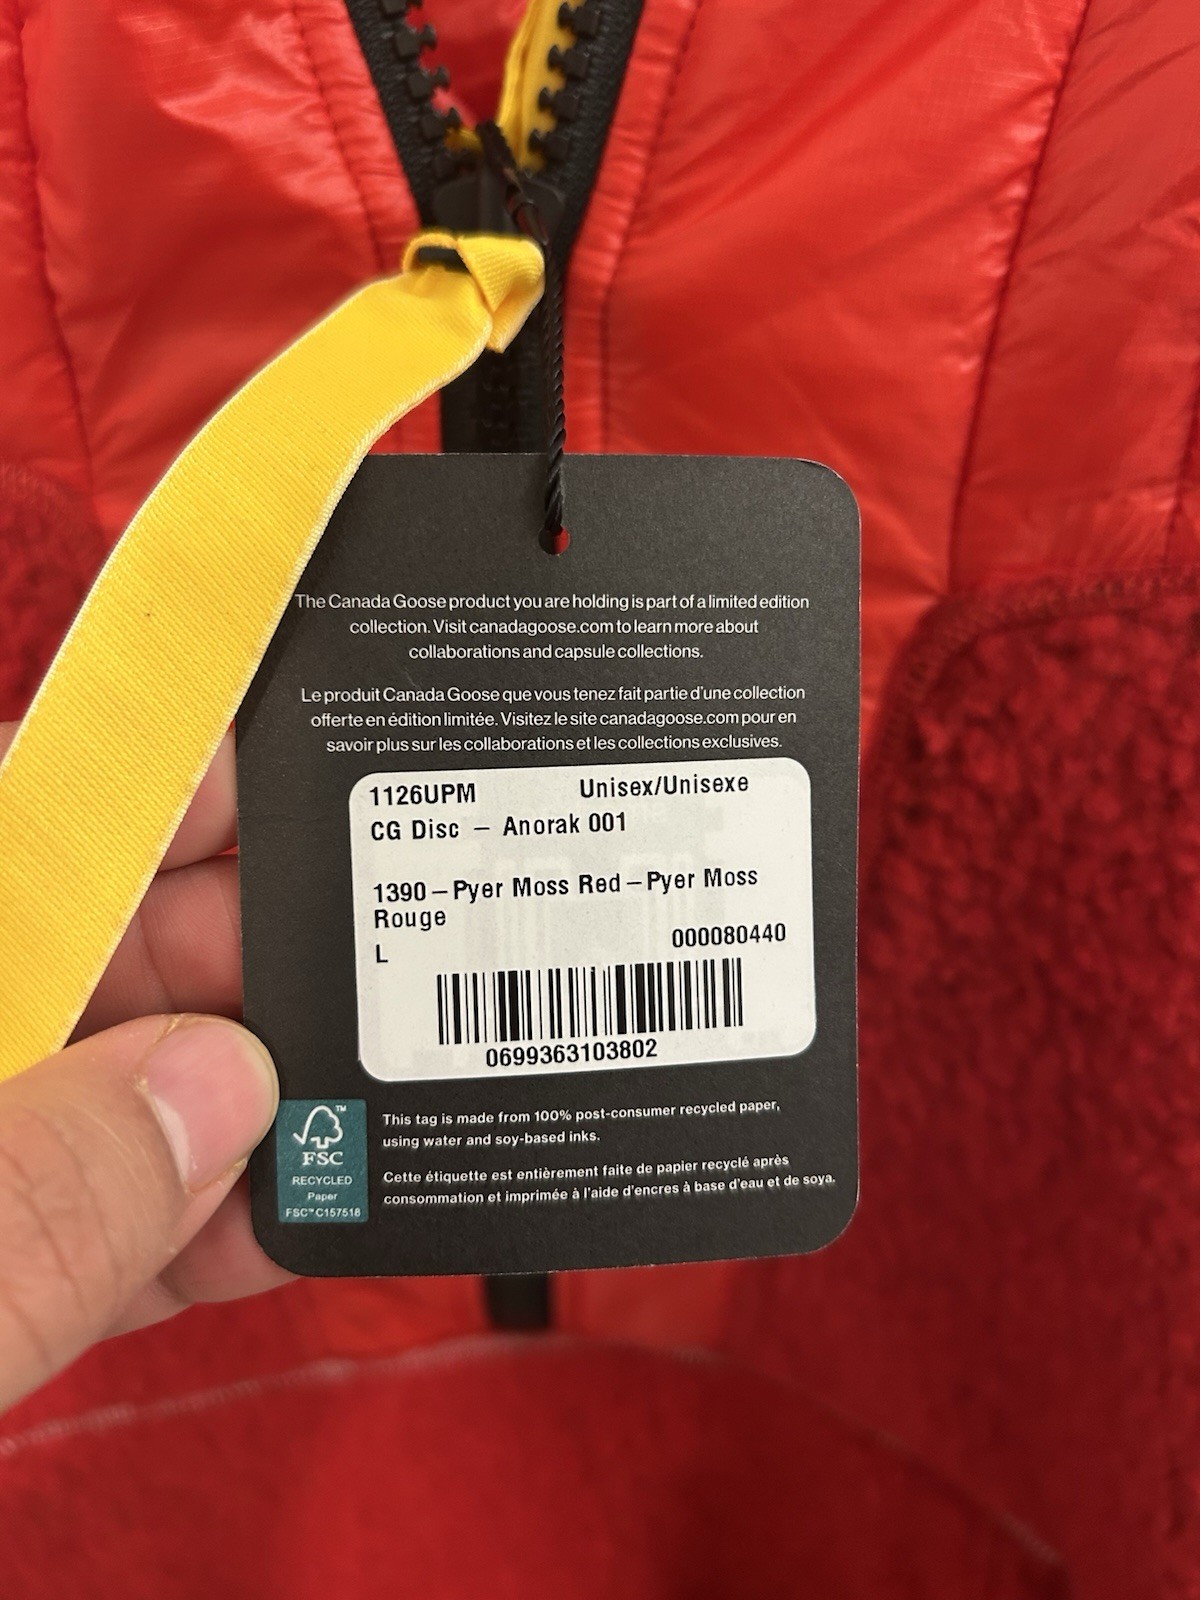 The Canada Goose product you are holding is part of a limited edition
collection. Visit canadagoose.com to learn more about
collaborations and capsule collections.
Le produit Canada Goose que vous tenez fait partie d'une collection
offerte en édition limitée. Visitez le site canadagoose.com pour en
savoir plus sur les collaborations et les collections exclusives.
1126UPM Unisex/Unisexe
CG Disc – Anorak 001
1390–Pyer Moss Red–Pyer Moss
Rouge
L 000080440
0699363103802
FSC™
RECYCLED
Paper
FSC™ C157518
This tag is made from 100% post-consumer recycled paper,
using water and soy-based inks.
Cette étiquette est entièrement faite de papier recyclé après
consommation et imprimée à l'aide d'encres à base d'eau et de soya.